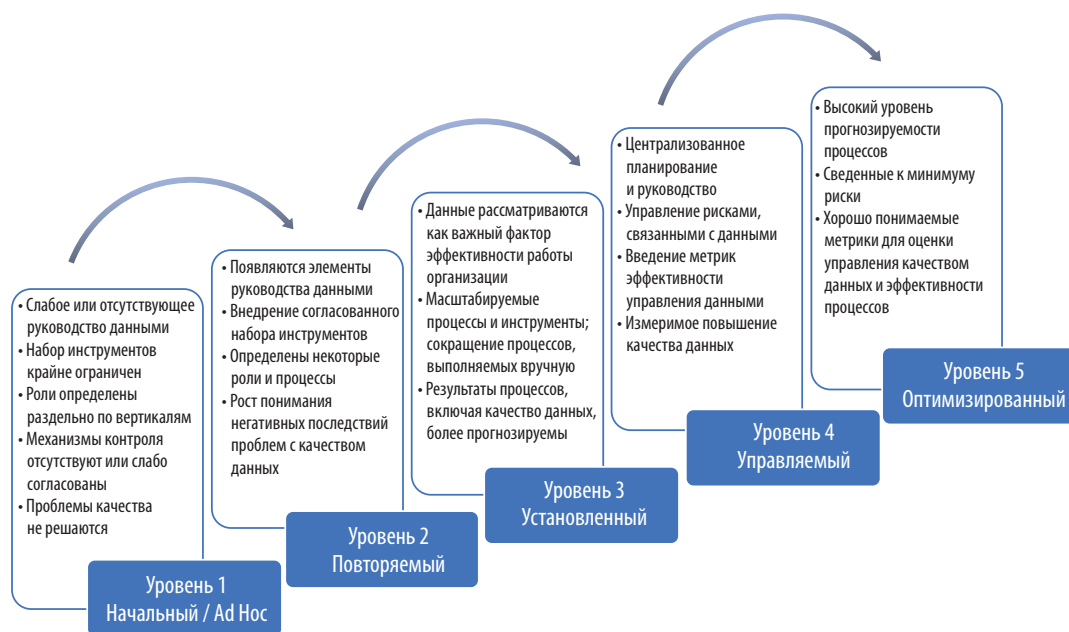 • Слабое или отсутствующее
руководство данными
• Набор инструментов
крайне ограничен
• Роли определены
раздельно по вертикалям
• Механизмы контроля
отсутствуют или слабо
согласованы
• Проблемы качества
не решаются
Уровень 1
Начальный / Ad Hoc
• Появляются элементы
руководства данными
• Внедрение согласованного
набора инструментов
• Определены некоторые
роли и процессы
• Рост понимания
негативных последствий
проблем с качеством
данных
Уровень 2
Повторяемый
• Данные рассматриваются
как важный фактор
эффективности работы
организации
• Масштабируемые
процессы и инструменты;
сокращение процессов,
выполняемых вручную
• Результаты процессов,
включая качество данных,
более прогнозируемы
Уровень 3
Установленный
• Централизованное
планирование
и руководство
• Управление рисками,
связанными с данными
• Введение метрик
эффективности
управления данными
• Измеримое повышение
качества данных
Уровень 4
Управляемый
• Высокий уровень
прогнозируемости
процессов
• Сведенные к минимуму
риски
• Хорошо понимаемые
метрики для оценки
управления качеством
данных и эффективности
процессов
Уровень 5
Оптимизированный